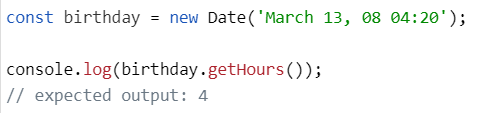 const birthday = new Date('March 13, 08 04:20');
console.log(birthday.getHours());
// expected output: 4